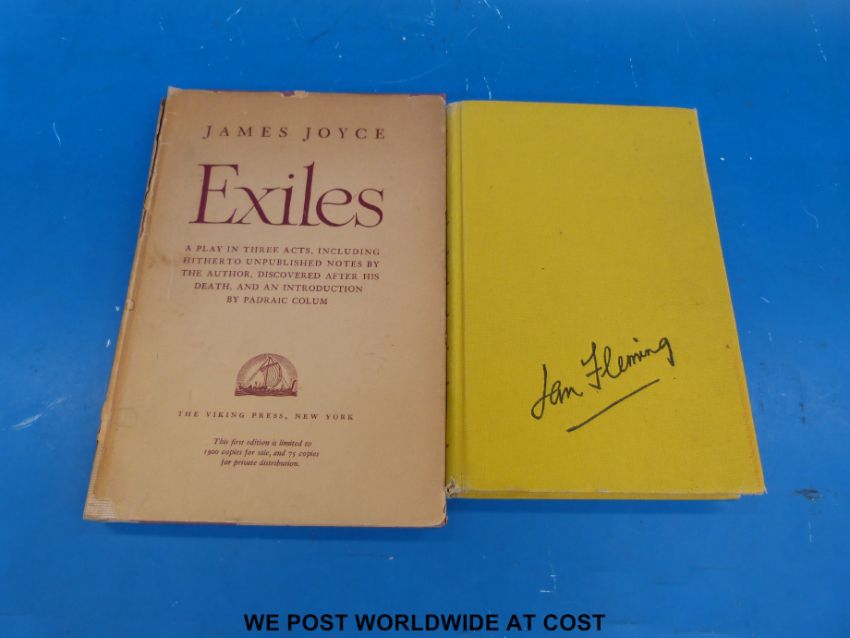 JAMES JOYCE
Exiles
A PLAY IN THREE ACTS, INCLUDING
HITHERTO UNPUBLISHED NOTES BY
THE AUTHOR, DISCOVERED AFTER HIS
DEATH, AND AN INTRODUCTION
BY PADRAIC COLUM
THE VIKING PRESS, NEW YORK
This first edition is limited to
1900 copies for sale, and 75 copies
for private distribution.
Ian Fleming
WE POST WORLDWIDE AT COST